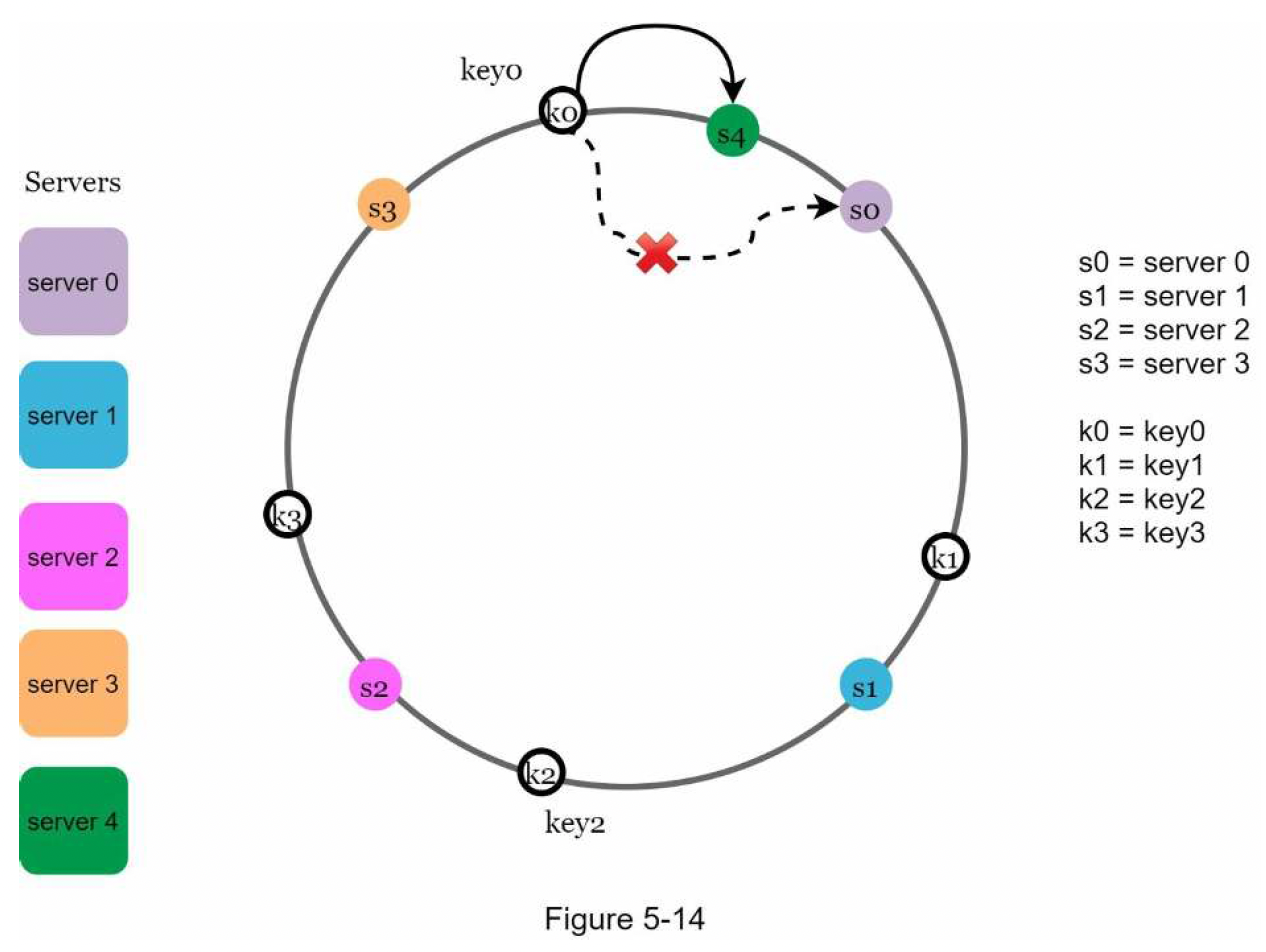 key0
k0
s4
Servers
s3
s0
server 0
s0 = server 0
s1 = server 1
s2 = server 2
s3 = server 3
server 1
k0 = key0
k1 = key1
k2 = key2
k3 = key3
k3
k1
server 2
server 3
s2
s1
k2
key2
server 4
Figure 5-14